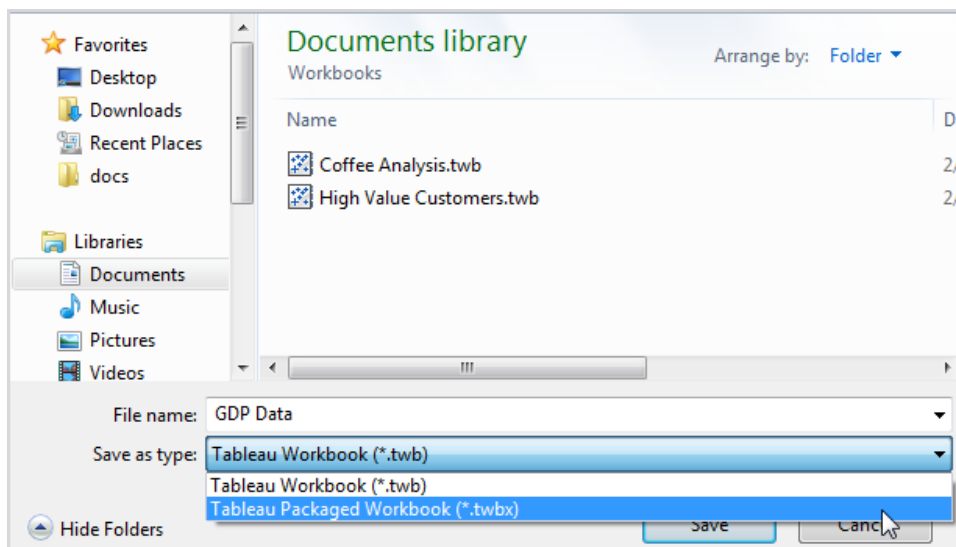 Favorites
Desktop
Downloads
Recent Places
docs
Libraries
Documents
Music
Pictures
Videos
Documents library
Workbooks
Arrange by: Folder
Name
Coffee Analysis.twb
High Value Customers.twb
File name: GDP Data
Save as type: Tableau Workbook (*.twb)
Tableau Workbook (*.twb)
Tableau Packaged Workbook (*.twbx)
Hide Folders
Save